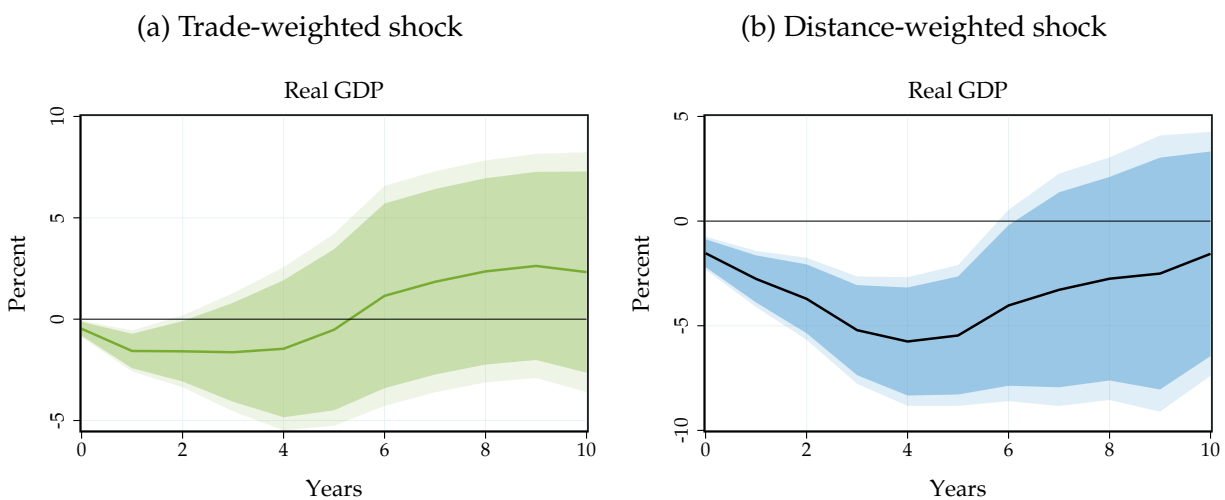 (a) Trade-weighted shock
Real GDP
10
5
0
-5
Percent
0 2 4 6 8 10
Years
(b) Distance-weighted shock
Real GDP
5
0
-5
-10
Percent
0 2 4 6 8 10
Years